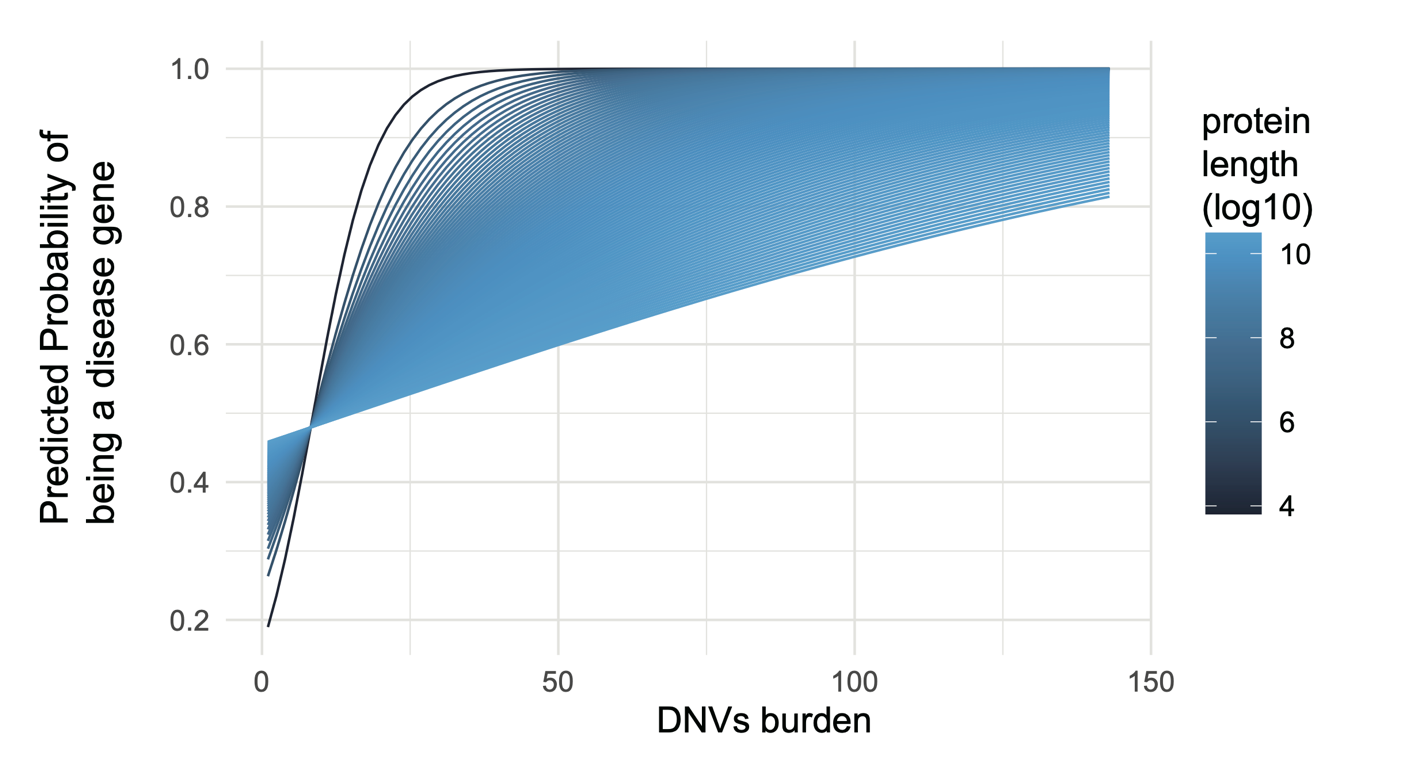 Predicted Probability of
being a disease gene
1.0
0.8
0.6
0.4
0.2
0 50 100 150
DNVs burden
protein
length
(log10)
10
8
6
4